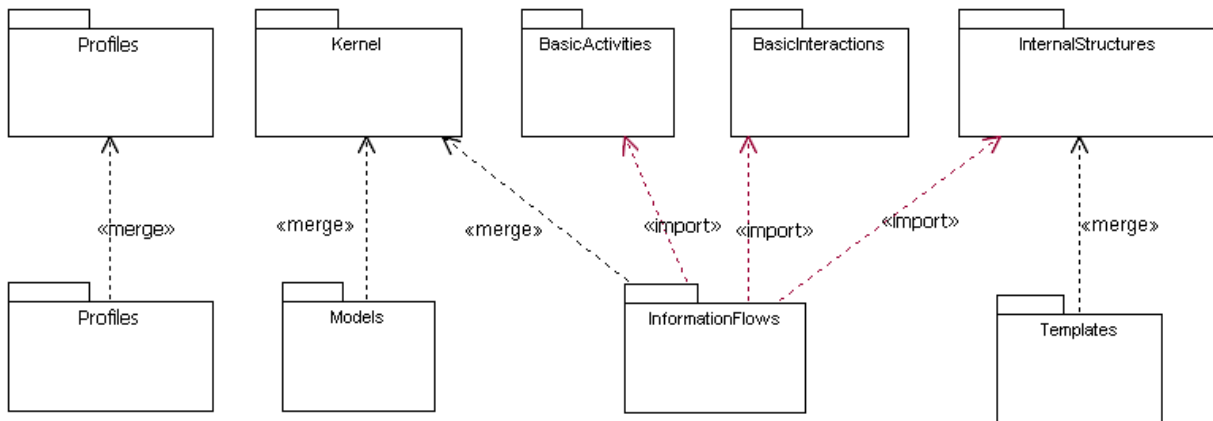 Profiles
Kernel
BasicActivities
BasicInteractions
InternalStructures
«merge»
«merge»
«merge»
«import»
«import»
«import»
«merge»
Profiles
Models
InformationFlows
Templates